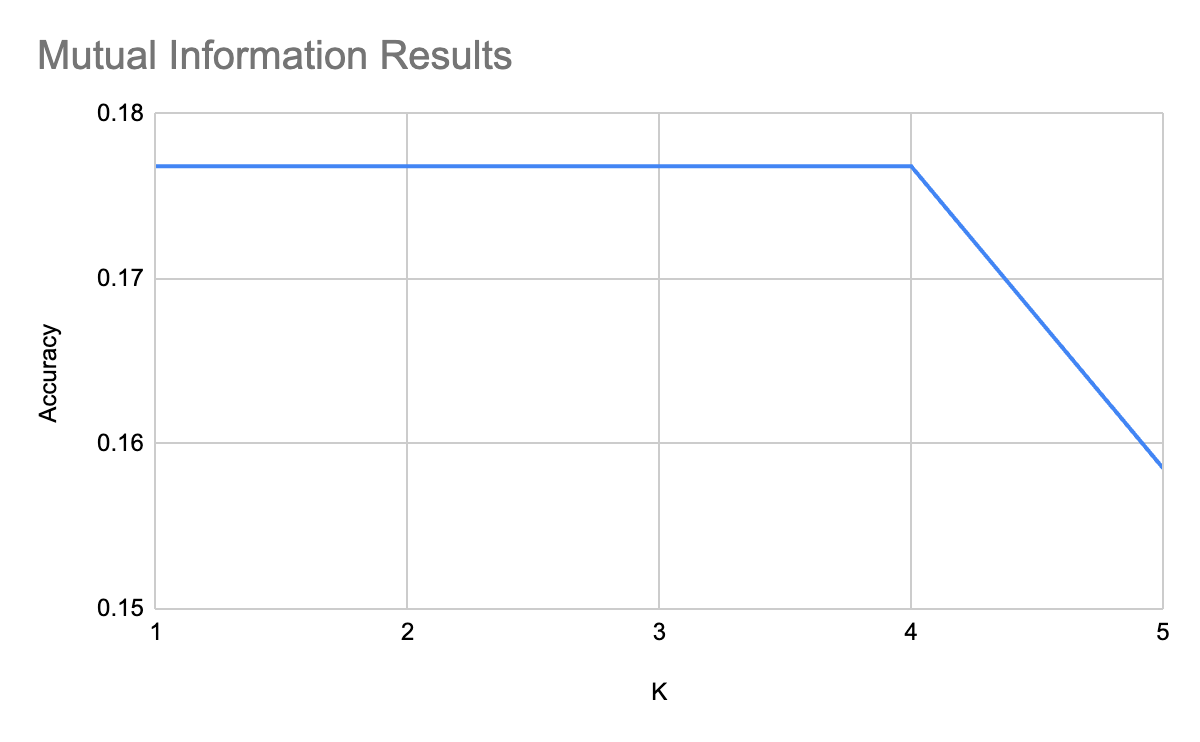 Mutual Information Results
0.18
0.17
0.16
0.15
Accuracy
1 2 3 4 5
K